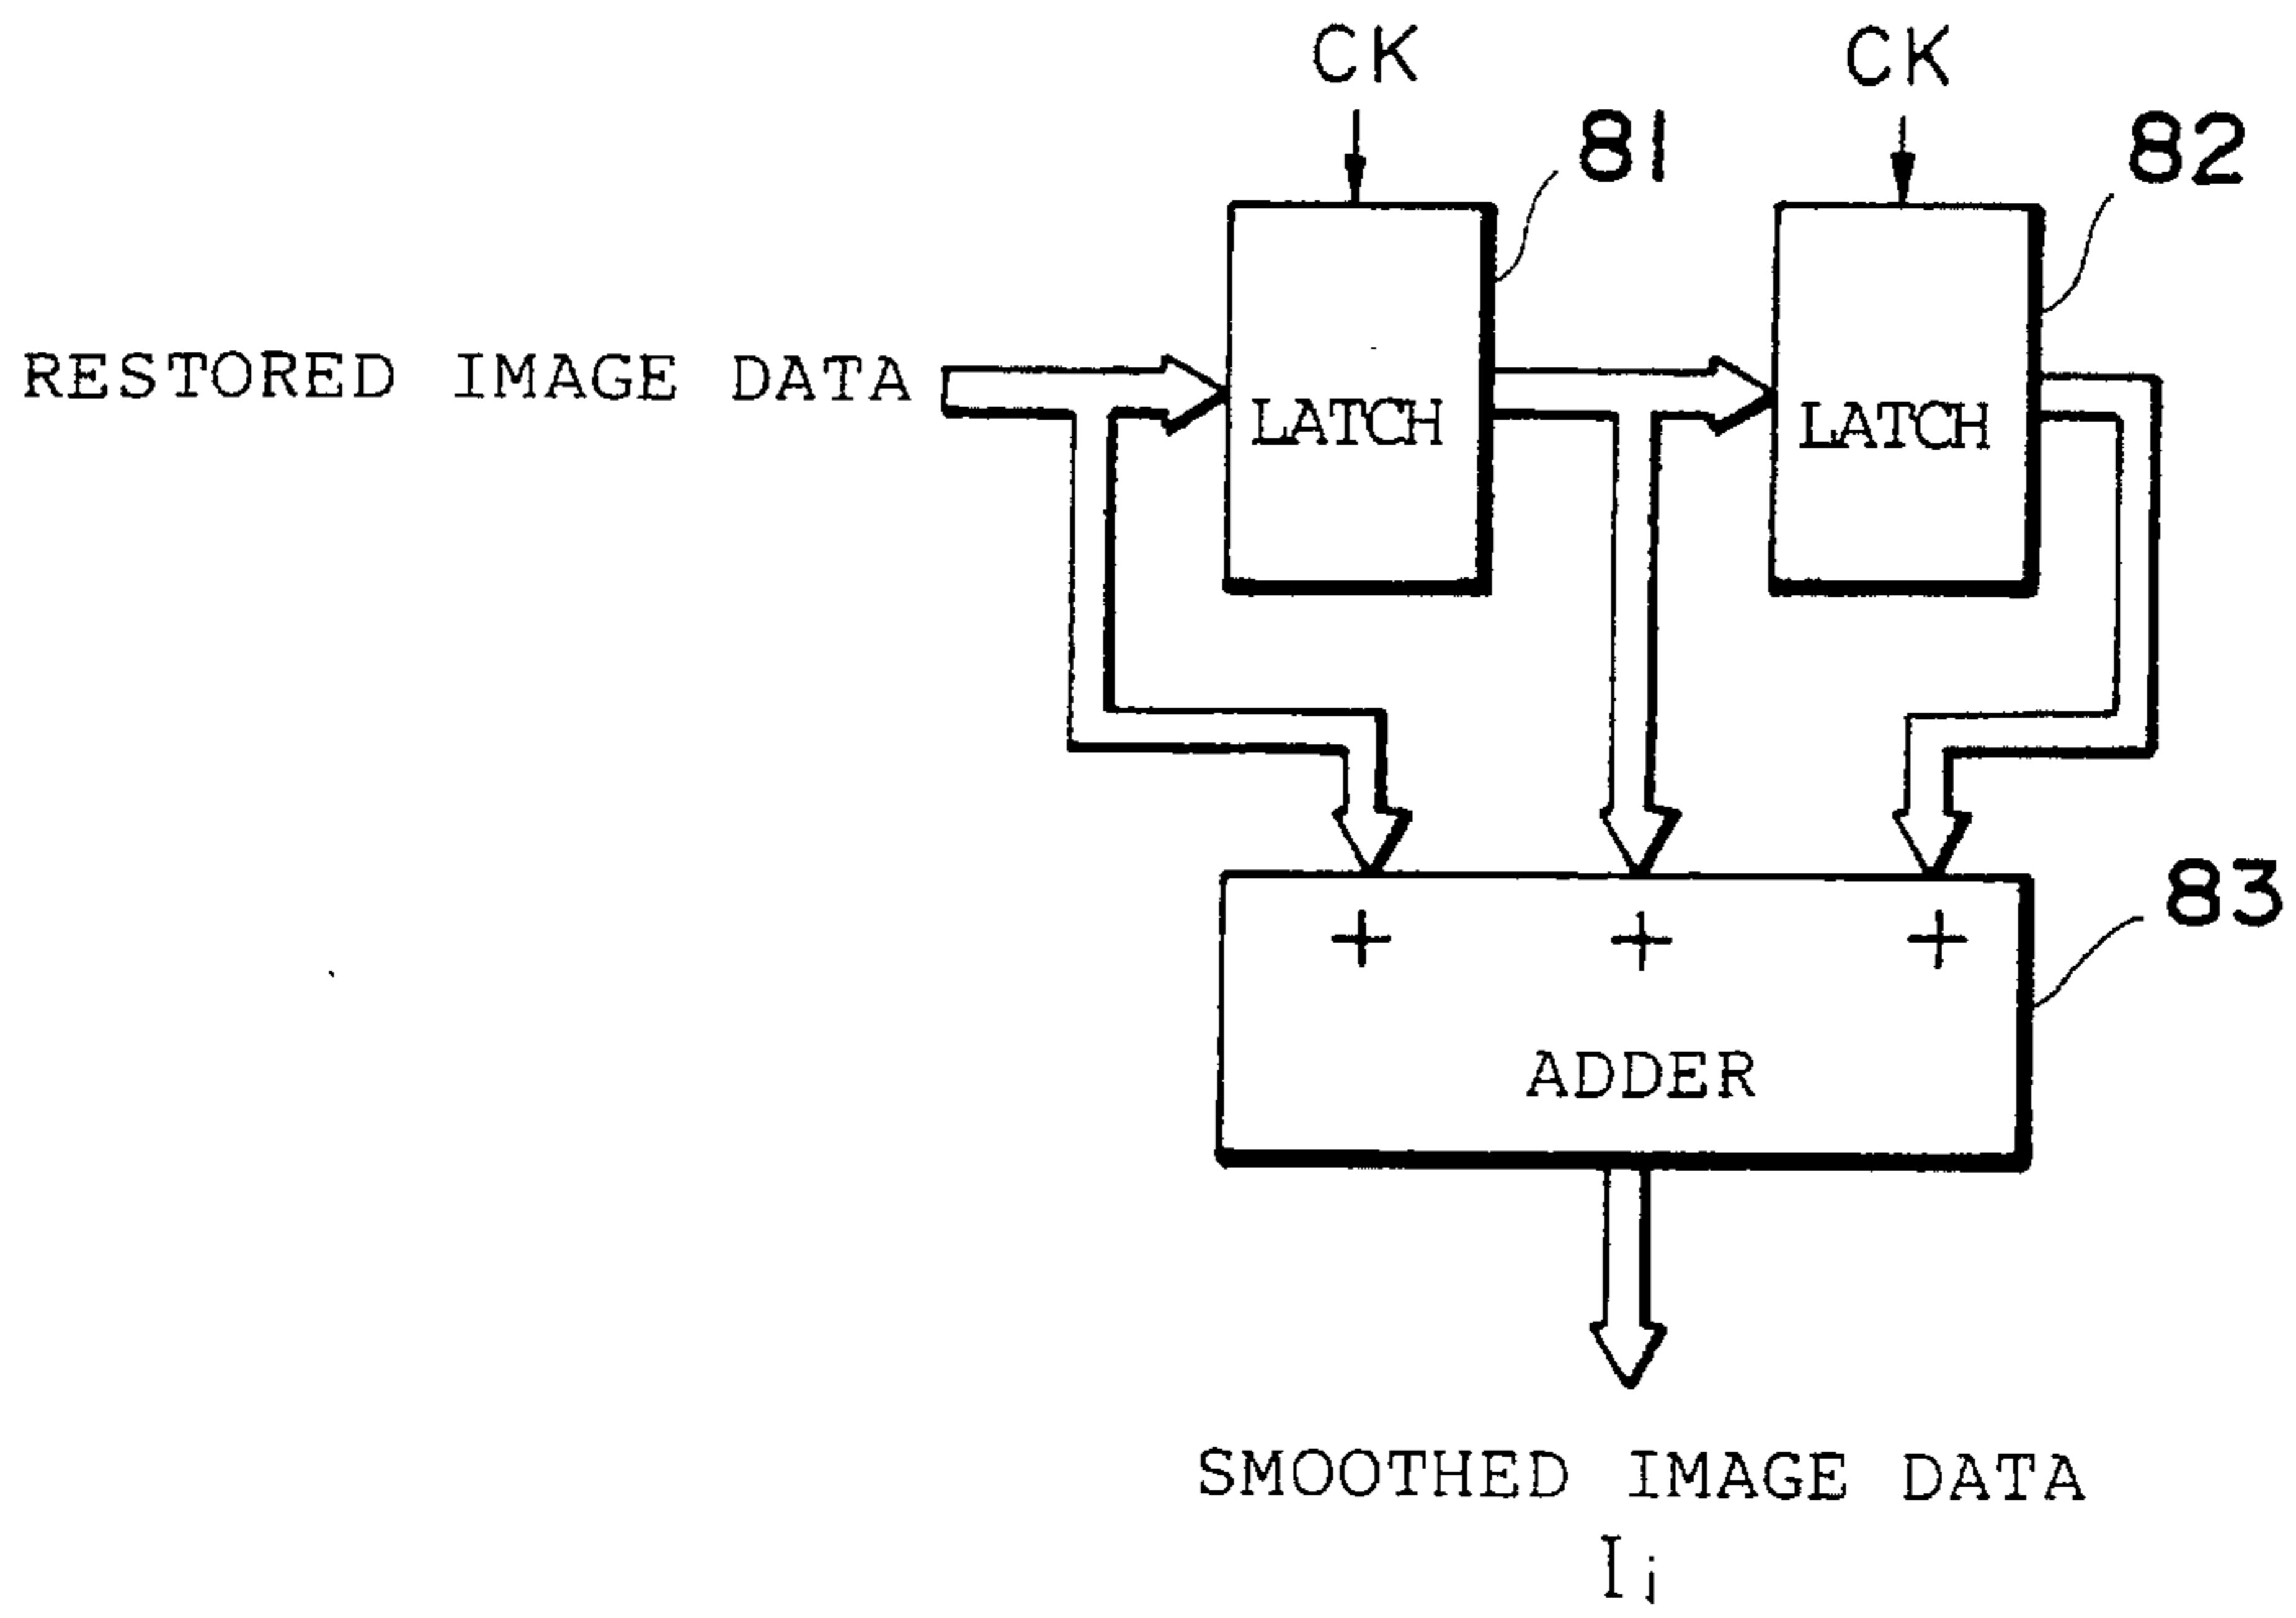 CK CK
81 82
RESTORED IMAGE DATA
LATCH LATCH
83
+ + +
ADDER
SMOOTHED IMAGE DATA
Ii